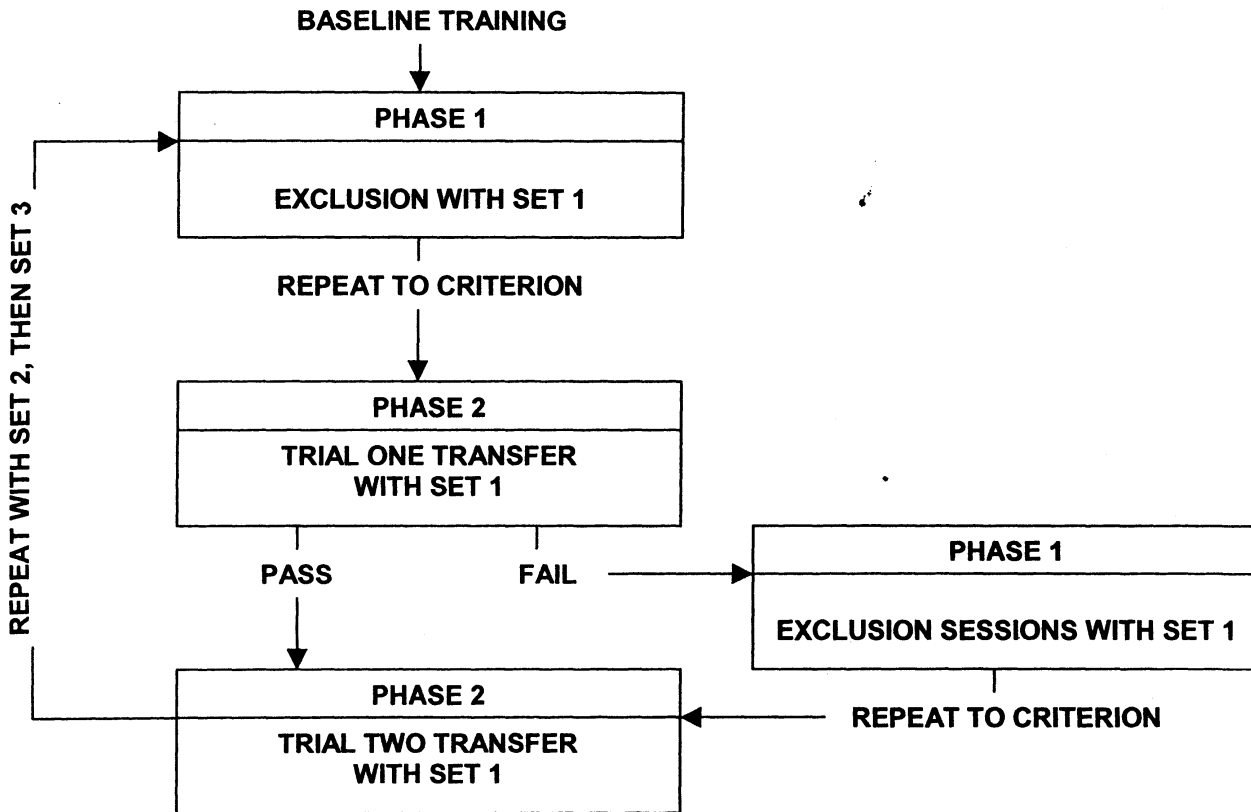 BASELINE TRAINING
PHASE 1
EXCLUSION WITH SET 1
REPEAT TO CRITERION
REPEAT WITH SET 2, THEN SET 3
PHASE 2
TRIAL ONE TRANSFER
WITH SET 1
PASS
FAIL
PHASE 1
EXCLUSION SESSIONS WITH SET 1
REPEAT TO CRITERION
PHASE 2
TRIAL TWO TRANSFER
WITH SET 1